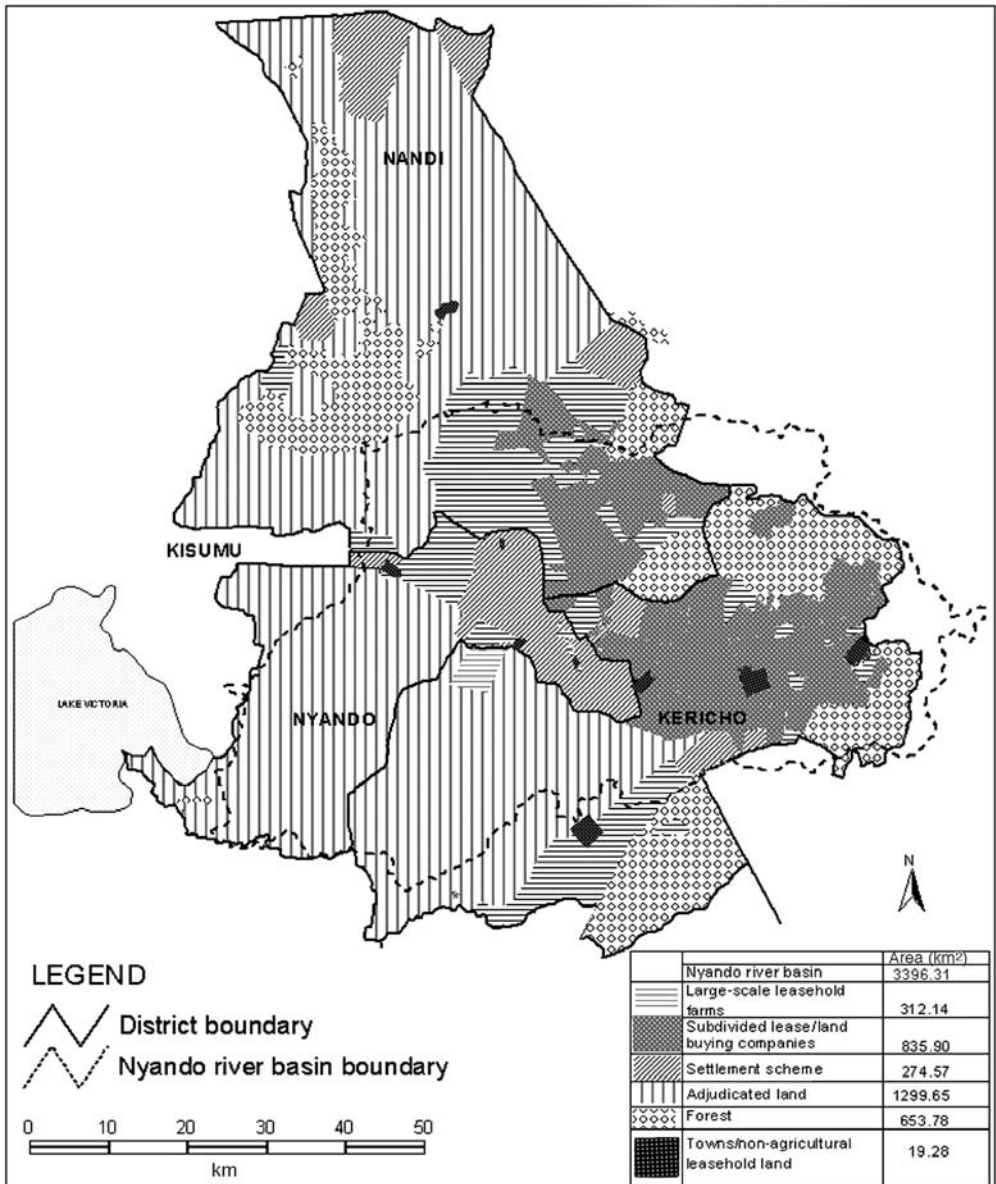 NANDI
KISUMU
LAKE VICTORIA
NYANDO
KERICHO
N
LEGEND
District boundary
Nyando river basin boundary
0 10 20 30 40 50
km
Area (km²)
Nyando river basin 3396.31
Large-scale leasehold
farms 312.14
Subdivided lease/land
buying companies 835.90
Settlement scheme 274.57
Adjudicated land 1299.65
Forest 653.78
Towns/non-agricultural
leasehold land 19.28